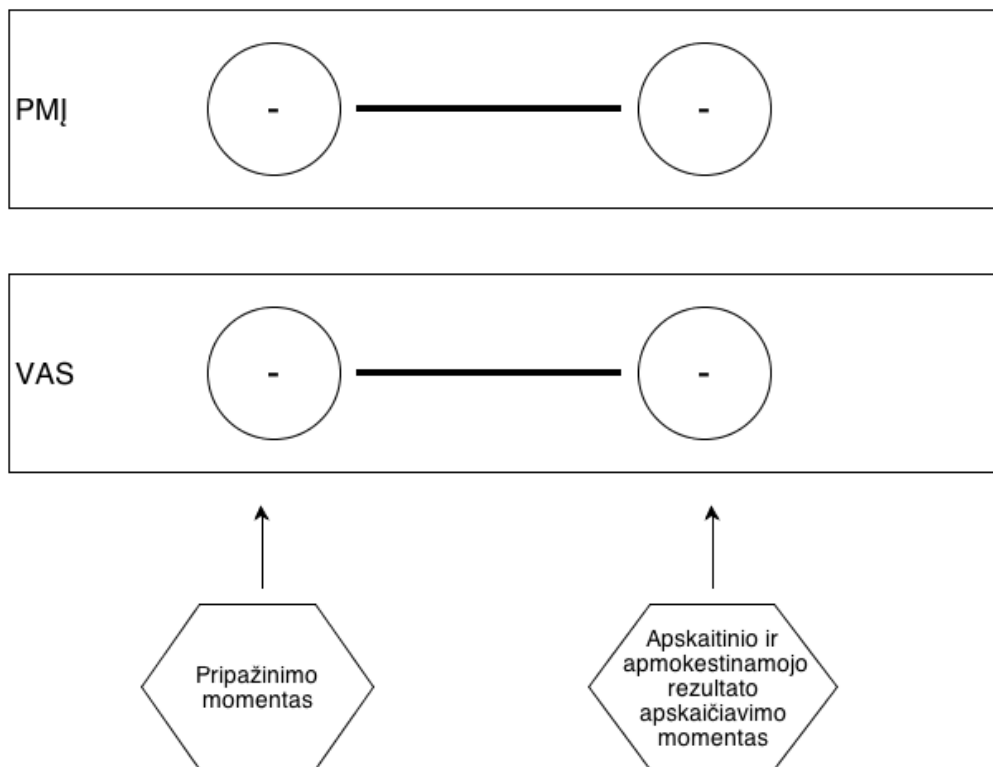 PMĮ
-
-
VAS
-
-
Pripažinimo
momentas
Apskaitinio ir
apmokestinamojo
rezultato
apskaičiavimo
momentas